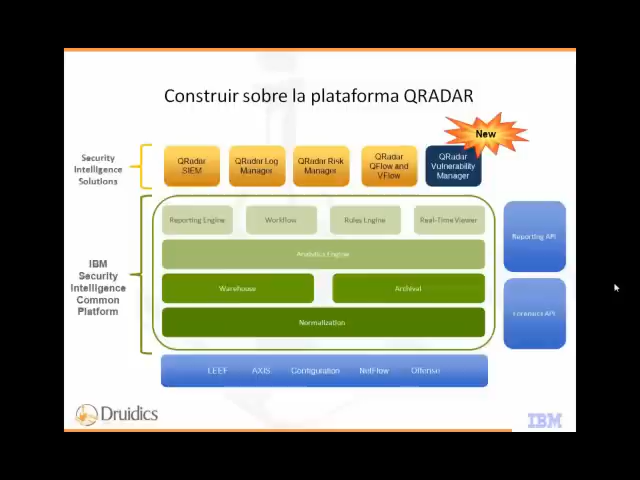 Construir sobre la plataforma QRADAR
New
Security
Intelligence
Solutions
QRadar
SIEM
QRadar Log
Manager
QRadar Risk
Manager
QRadar
QFlow and
VFlow
QRadar
Vulnerability
Manager
IBM
Security
Intelligence
Common
Platform
Reporting Engine
Workflow
Rules Engine
Real-Time Viewer
Analytics Engine
Warehouse
Archival
Normalization
Reporting API
Forensics API
LEEF
AXIS
Configuration
NetFlow
Offense
Druidics
IBM